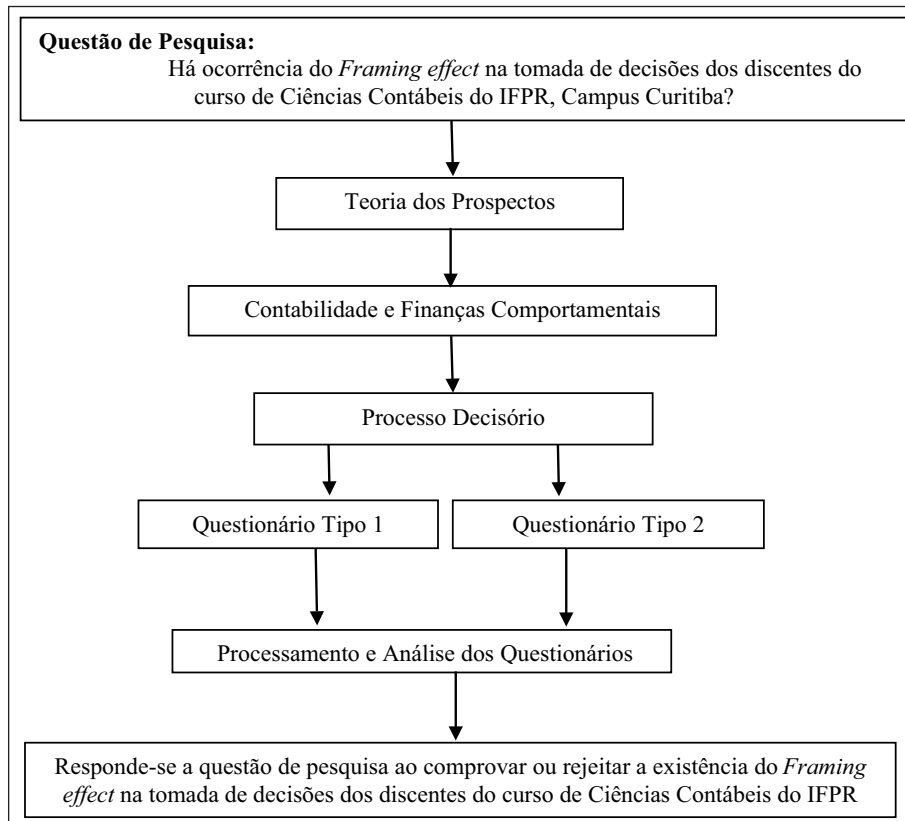 Questão de Pesquisa:
Há ocorrência do Framing effect na tomada de decisões dos discentes do
curso de Ciências Contábeis do IFPR, Campus Curitiba?
Teoria dos Prospectos
Contabilidade e Finanças Comportamentais
Processo Decisório
Questionário Tipo 1
Questionário Tipo 2
Processamento e Análise dos Questionários
Responde-se a questão de pesquisa ao comprovar ou rejeitar a existência do Framing
effect na tomada de decisões dos discentes do curso de Ciências Contábeis do IFPR